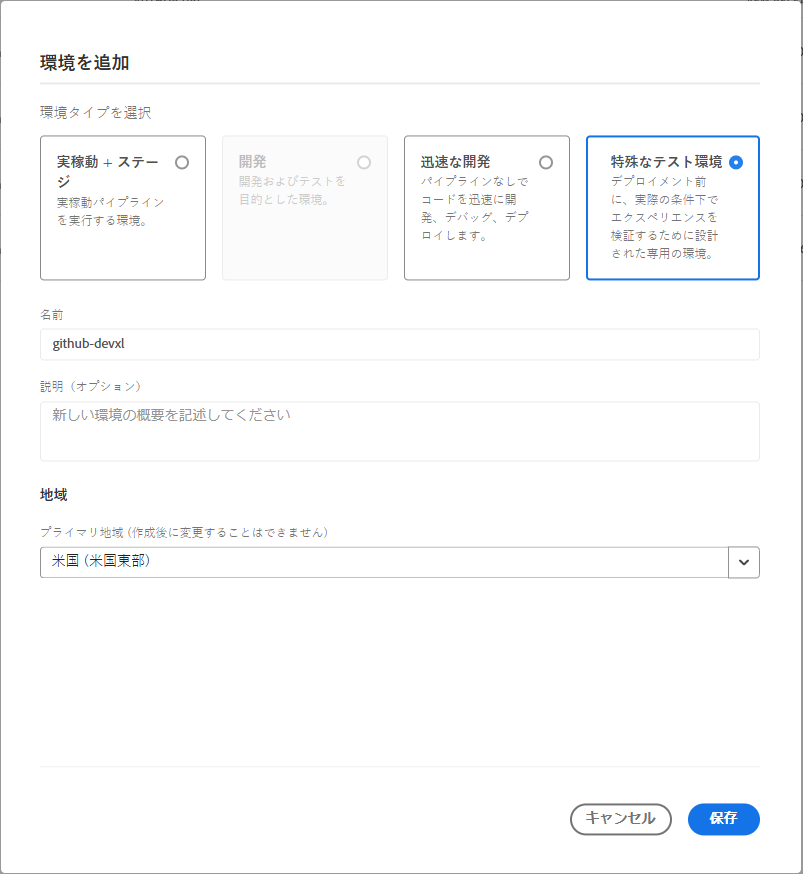 環境を追加
環境タイプを選択
実稼動 + ステー
ジ
実稼動パイプライン
を実行する環境。
開発
開発およびテストを
目的とした環境。
迅速な開発
パイプラインなしで
コードを迅速に開
発、デバッグ、デプ
ロイします。
特殊なテスト環境
デプロイメント前
に、実際の条件下で
エクスペリエンスを
検証するために設計
された専用の環境。
名前
github-devxl
説明（オプション）
新しい環境の概要を記述してください
地域
プライマリ地域 (作成後に変更することはできません)
米国 (米国東部)
キャンセル
保存